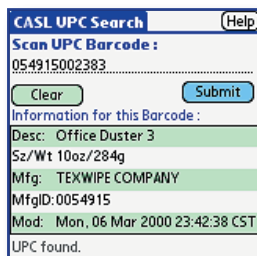 CASL UPC Search
Help
Scan UPC Barcode:
054915002383
Clear
Submit
Information for this Barcode:
Desc: Office Duster 3
Sz/Wt 10oz/284g
Mfg: TEXWIPE COMPANY
MfgID: 0054915
Mod: Mon, 06 Mar 2000 23:42:38 CST
UPC found.